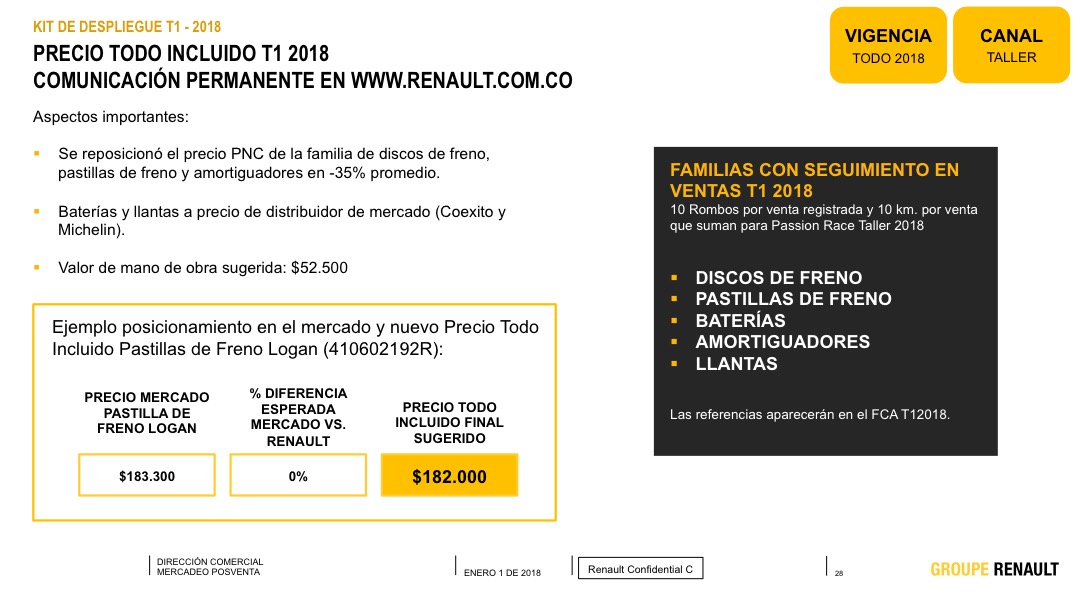 KIT DE DESPLIEGUE T1 - 2018
PRECIO TODO INCLUIDO T1 2018
COMUNICACIÓN PERMANENTE EN WWW.RENAULT.COM.CO
VIGENCIA
TODO 2018
CANAL
TALLER
Aspectos importantes:
▪ Se reposicionó el precio PNC de la familia de discos de freno,
pastillas de freno y amortiguadores en -35% promedio.
▪ Baterías y llantas a precio de distribuidor de mercado (Coexito y
Michelin).
▪ Valor de mano de obra sugerida: $52.500
Ejemplo posicionamiento en el mercado y nuevo Precio Todo
Incluido Pastillas de Freno Logan (410602192R):
PRECIO MERCADO
PASTILLA DE
FRENO LOGAN
$183.300
% DIFERENCIA
ESPERADA
MERCADO VS.
RENAULT
0%
PRECIO TODO
INCLUIDO FINAL
SUGERIDO
$182.000
FAMILIAS CON SEGUIMIENTO EN
VENTAS T1 2018
10 Rombos por venta registrada y 10 km. por venta
que suman para Passion Race Taller 2018
▪ DISCOS DE FRENO
▪ PASTILLAS DE FRENO
▪ BATERÍAS
▪ AMORTIGUADORES
▪ LLANTAS
Las referencias aparecerán en el FCA T12018.
DIRECCIÓN COMERCIAL
MERCADEO POSVENTA
ENERO 1 DE 2018
Renault Confidential C
28
GROUPE RENAULT